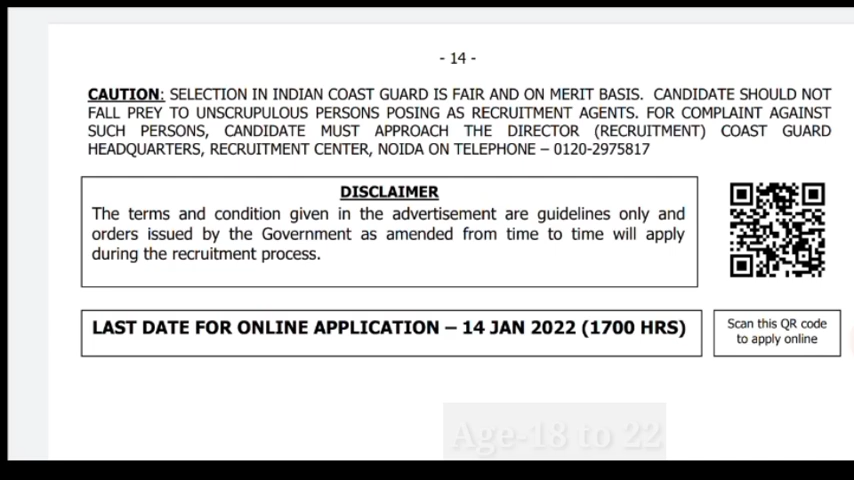 - 14 -
CAUTION: SELECTION IN INDIAN COAST GUARD IS FAIR AND ON MERIT BASIS. CANDIDATE SHOULD NOT
FALL PREY TO UNSCRUPULOUS PERSONS POSING AS RECRUITMENT AGENTS. FOR COMPLAINT AGAINST
SUCH PERSONS, CANDIDATE MUST APPROACH THE DIRECTOR (RECRUITMENT) COAST GUARD
HEADQUARTERS, RECRUITMENT CENTER, NOIDA ON TELEPHONE – 0120-2975817
DISCLAIMER
The terms and condition given in the advertisement are guidelines only and
orders issued by the Government as amended from time to time will apply
during the recruitment process.
LAST DATE FOR ONLINE APPLICATION – 14 JAN 2022 (1700 HRS)
Scan this QR code
to apply online
Age-18 to 22